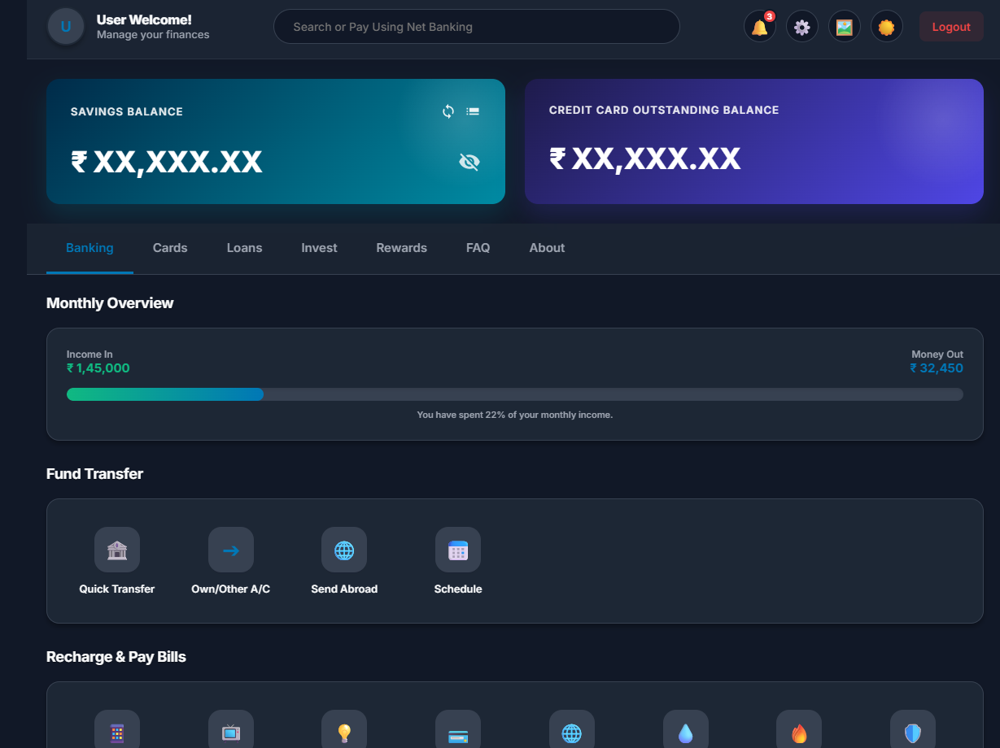 U
User Welcome!
Manage your finances
Search or Pay Using Net Banking
3
Logout
SAVINGS BALANCE
₹ XX,XXX.XX
CREDIT CARD OUTSTANDING BALANCE
₹ XX,XXX.XX
Banking Cards Loans Invest Rewards FAQ About
Monthly Overview
Income In
₹ 1,45,000
Money Out
₹ 32,450
You have spent 22% of your monthly income.
Fund Transfer
Quick Transfer Own/Other A/C Send Abroad Schedule
Recharge & Pay Bills